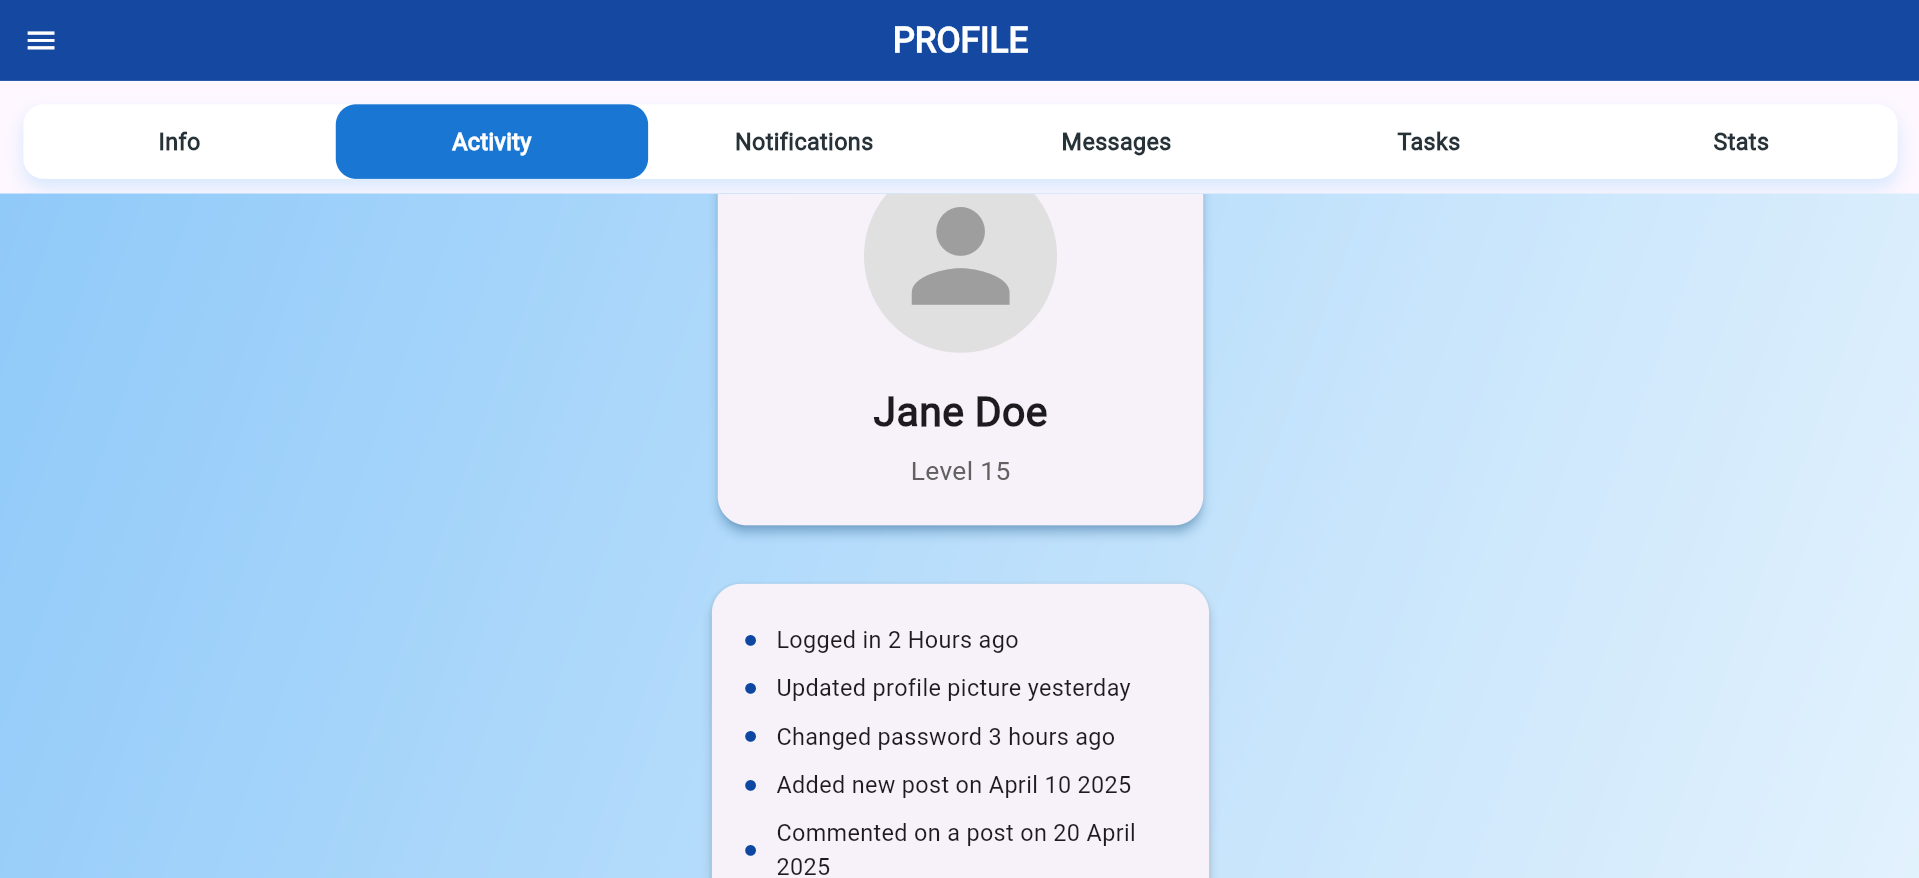 PROFILE
Info
Activity
Notifications
Messages
Tasks
Stats
Jane Doe
Level 15
Logged in 2 Hours ago
Updated profile picture yesterday
Changed password 3 hours ago
Added new post on April 10 2025
Commented on a post on 20 April
2025